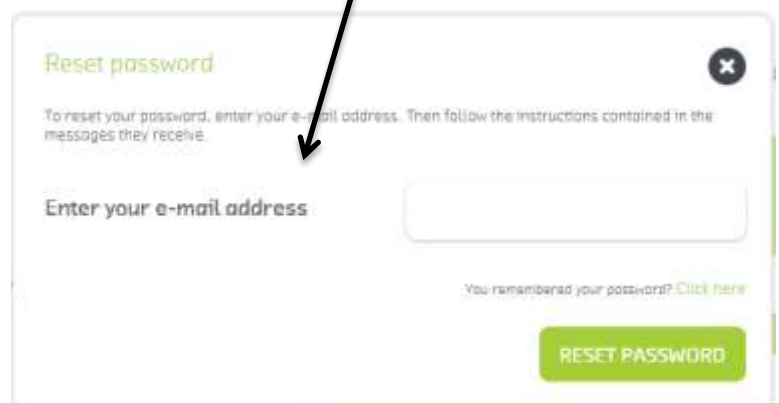 Reset password
To reset your password, enter your e-mail address. Then follow the instructions contained in the
messages they receive.
Enter your e-mail address
You remembered your password? Click here
RESET PASSWORD